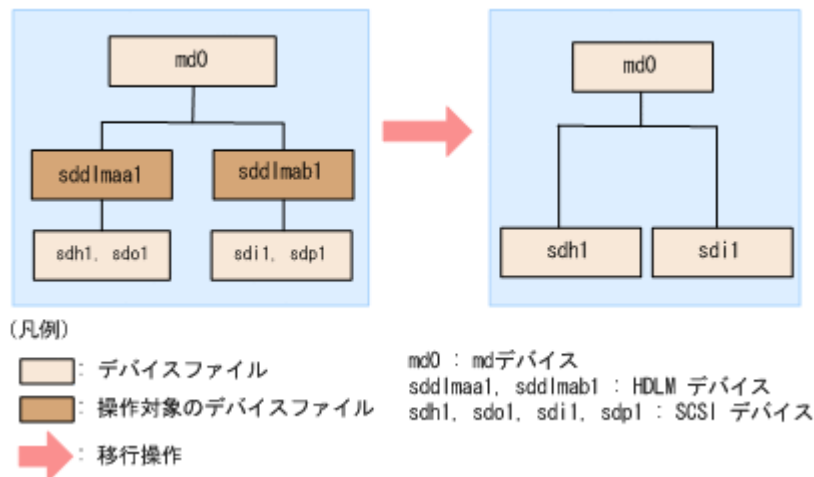 md0
md0
sddlmaa1
sddlmab1
sdh1, sdo1
sdi1, sdp1
sdh1
sdi1
(凡例)
: デバイスファイル
: 操作対象のデバイスファイル
: 移行操作
md0 : mdデバイス
sddlmaa1, sddlmab1 : HDLM デバイス
sdh1, sdo1, sdi1, sdp1 : SCSI デバイス